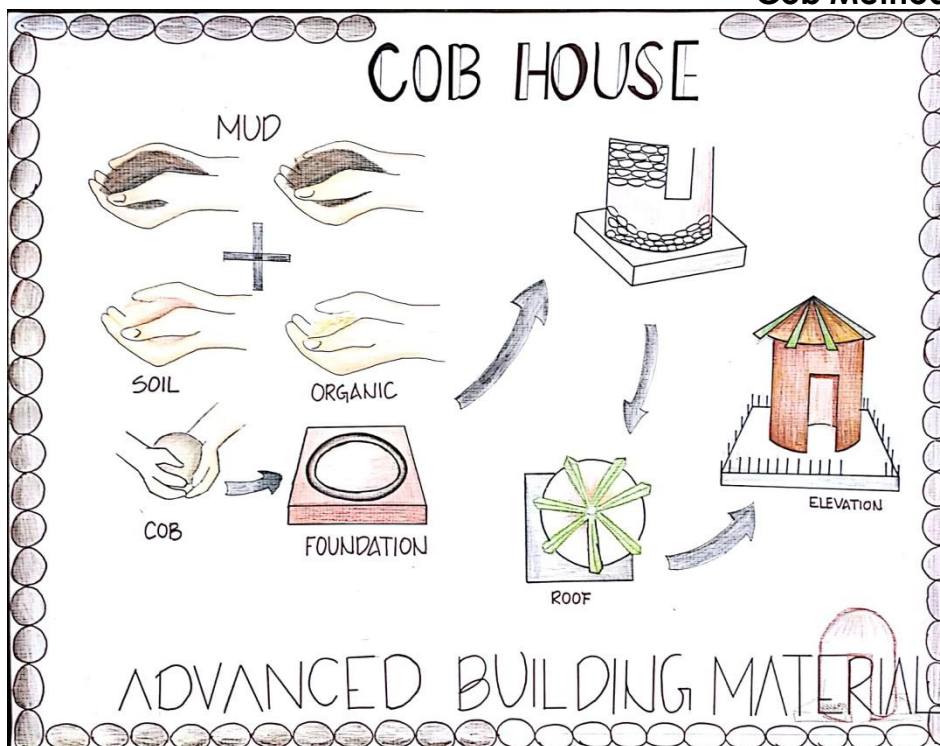 COB HOUSE
MUD
SOIL
ORGANIC
COB
FOUNDATION
ROOF
ELEVATION
ADVANCED BUILDING MATERIAL